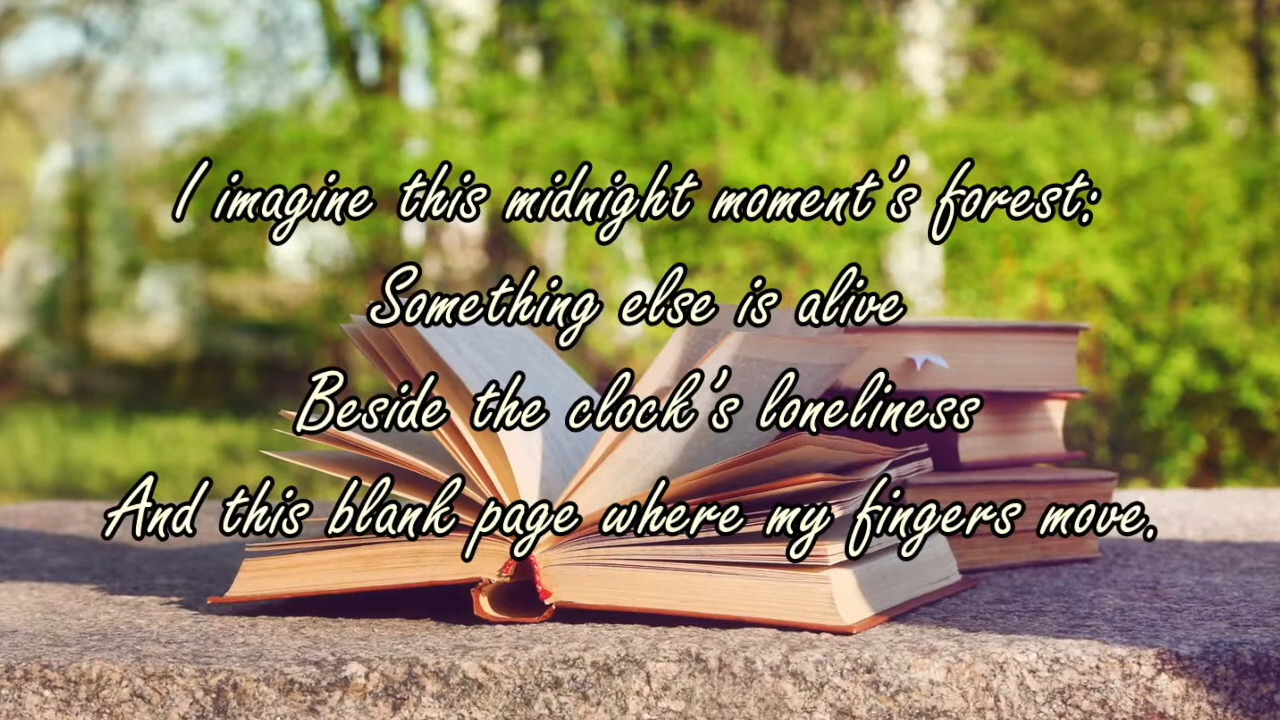 I imagine this midnight moment's forest:
Something else is alive
Beside the clock's loneliness
And this blank page where my fingers move.